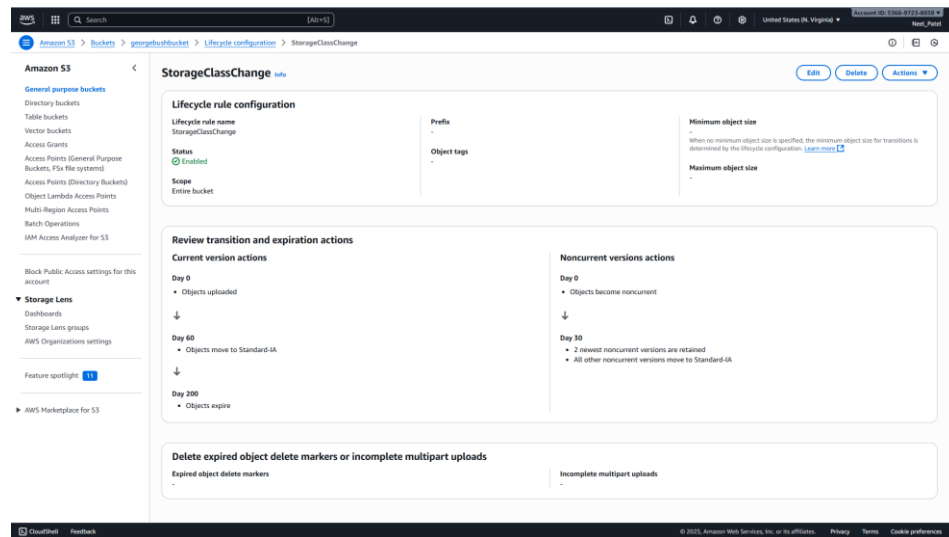 aws
Search [Alt+S]
United States (N. Virginia) ▼
Account ID: 5366-9723-8038 ▼
Neel_Patel
Amazon S3 > Buckets > georgebushbucket > Lifecycle configuration > StorageClassChange
Amazon S3
General purpose buckets
Directory buckets
Table buckets
Vector buckets
Access Grants
Access Points (General Purpose
Buckets, FSx file systems)
Access Points (Directory Buckets)
Object Lambda Access Points
Multi-Region Access Points
Batch Operations
IAM Access Analyzer for S3
Block Public Access settings for this
account
Storage Lens
Dashboards
Storage Lens groups
AWS Organizations settings
Feature spotlight 11
AWS Marketplace for S3
StorageClassChange Info
Edit
Delete
Actions ▼
Lifecycle rule configuration
Lifecycle rule name
StorageClassChange
Status
Enabled
Scope
Entire bucket
Prefix
-
Object tags
-
Minimum object size
-
When no minimum object size is specified, the minimum object size for transitions is
determined by the lifecycle configuration. Learn more
Maximum object size
-
Review transition and expiration actions
Current version actions
Day 0
• Objects uploaded
↓
Day 60
• Objects move to Standard-IA
↓
Day 200
• Objects expire
Noncurrent versions actions
Day 0
• Objects become noncurrent
↓
Day 30
• 2 newest noncurrent versions are retained
• All other noncurrent versions move to Standard-IA
Delete expired object delete markers or incomplete multipart uploads
Expired object delete markers
-
Incomplete multipart uploads
-
CloudShell Feedback
© 2025, Amazon Web Services, Inc. or its affiliates. Privacy Terms Cookie preferences